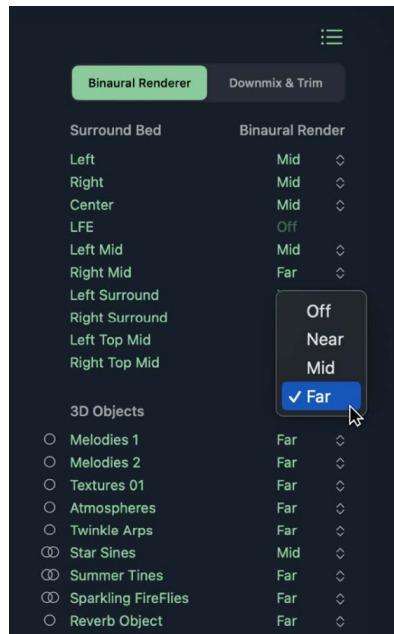 Binaural Renderer Downmix & Trim
Surround Bed Binaural Render
Left Mid
Right Mid
Center Mid
LFE Off
Left Mid Mid
Right Mid Far
Left Surround
Right Surround
Left Top Mid
Right Top Mid
Off
Near
Mid
✓ Far
3D Objects
Melodies 1 Far
Melodies 2 Far
Textures 01 Far
Atmospheres Far
Twinkle Arps Far
Star Sines Mid
Summer Tines Far
Sparkling FireFlies Far
Reverb Object Far